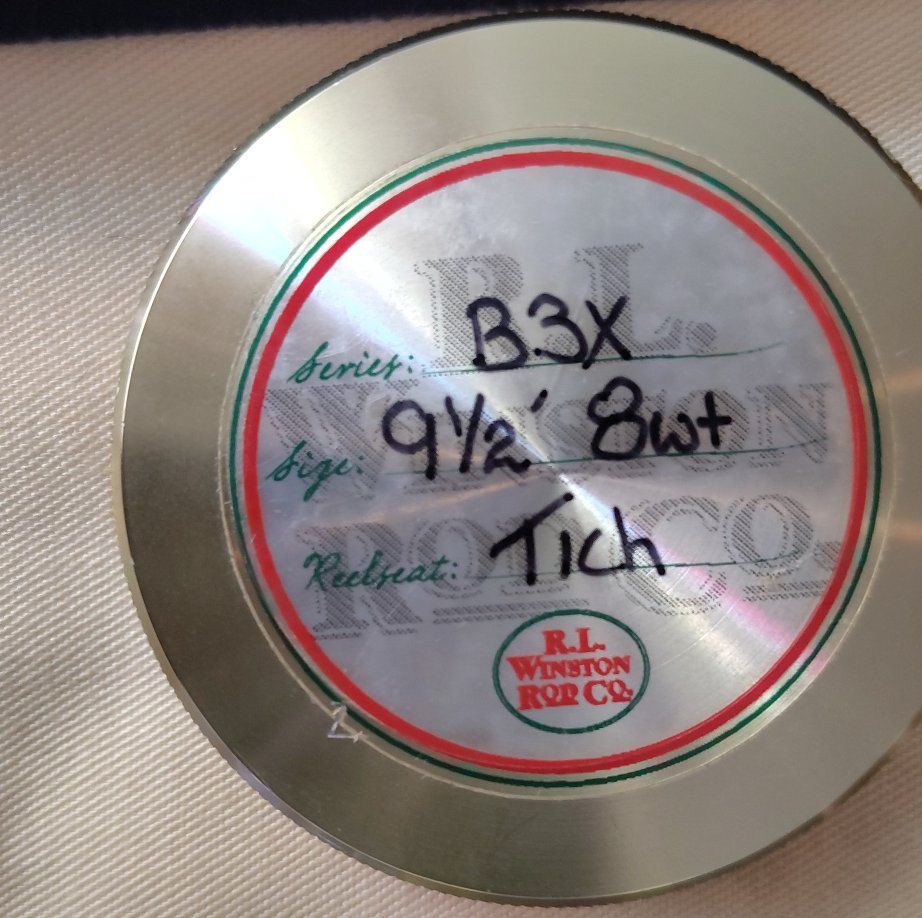 R.L.
WINSTON
ROD CO.
Series: B3X
Size: 9½' 8wt
Reelseat: Tich
R.L.
WINSTON
ROD CO.